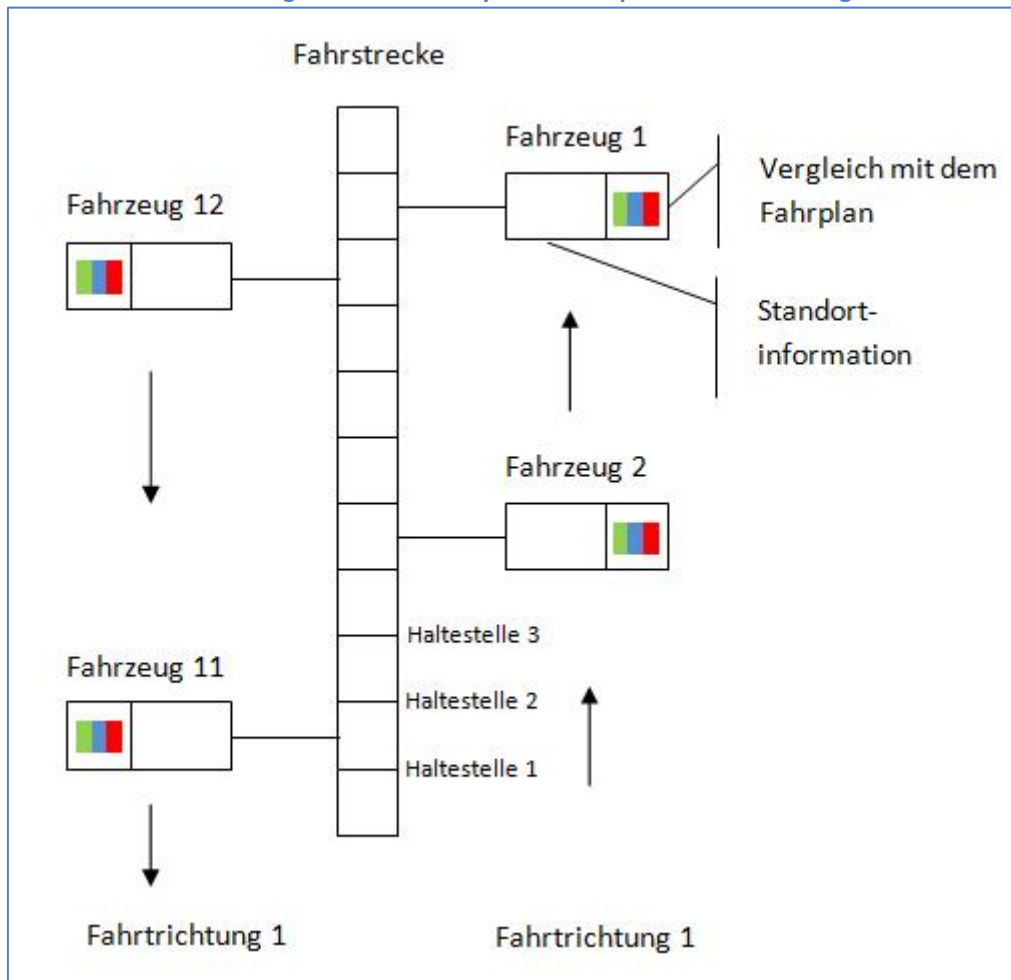 Fahrstrecke
Fahrzeug 1
Vergleich mit dem
Fahrplan
Fahrzeug 12
Standort-
information
Fahrzeug 2
Haltestelle 3
Fahrzeug 11
Haltestelle 2
Haltestelle 1
Fahrtrichtung 1
Fahrtrichtung 1